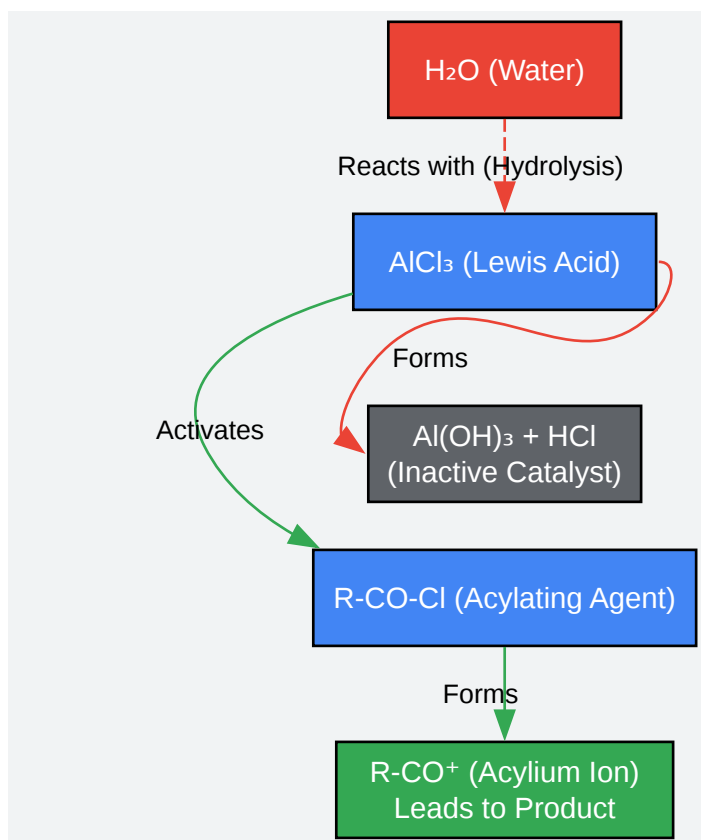 H₂O (Water)
Reacts with (Hydrolysis)
AlCl₃ (Lewis Acid)
Forms
Activates
Al(OH)₃ + HCl
(Inactive Catalyst)
R-CO-Cl (Acylating Agent)
Forms
R-CO⁺ (Acylium Ion)
Leads to Product